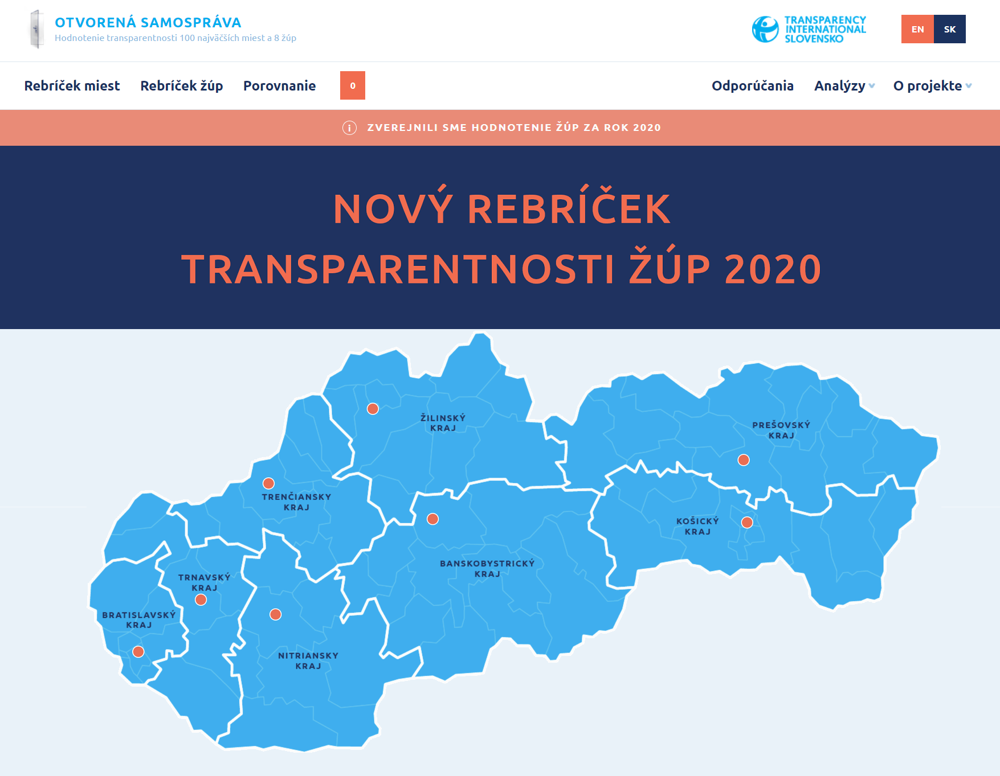 OTVORENÁ SAMOSPRÁVA
Hodnotenie transparentnosti 100 najväčších miest a 8 žúp
TRANSPARENCY
INTERNATIONAL
SLOVENSKO
EN SK
Rebríček miest Rebríček žúp Porovnanie 0 Odporúčania Analýzy O projekte
ZVEREJNILI SME HODNOTENIE ŽÚP ZA ROK 2020
NOVÝ REBRÍČEK
TRANSPARENTNOSTI ŽÚP 2020
ŽILINSKÝ
KRAJ
PREŠOVSKÝ
KRAJ
TRENČIANSKY
KRAJ
KOŠICKÝ
KRAJ
BANSKOBYSTRICKÝ
KRAJ
TRNAVSKÝ
KRAJ
BRATISLAVSKÝ
KRAJ
NITRIANSKY
KRAJ